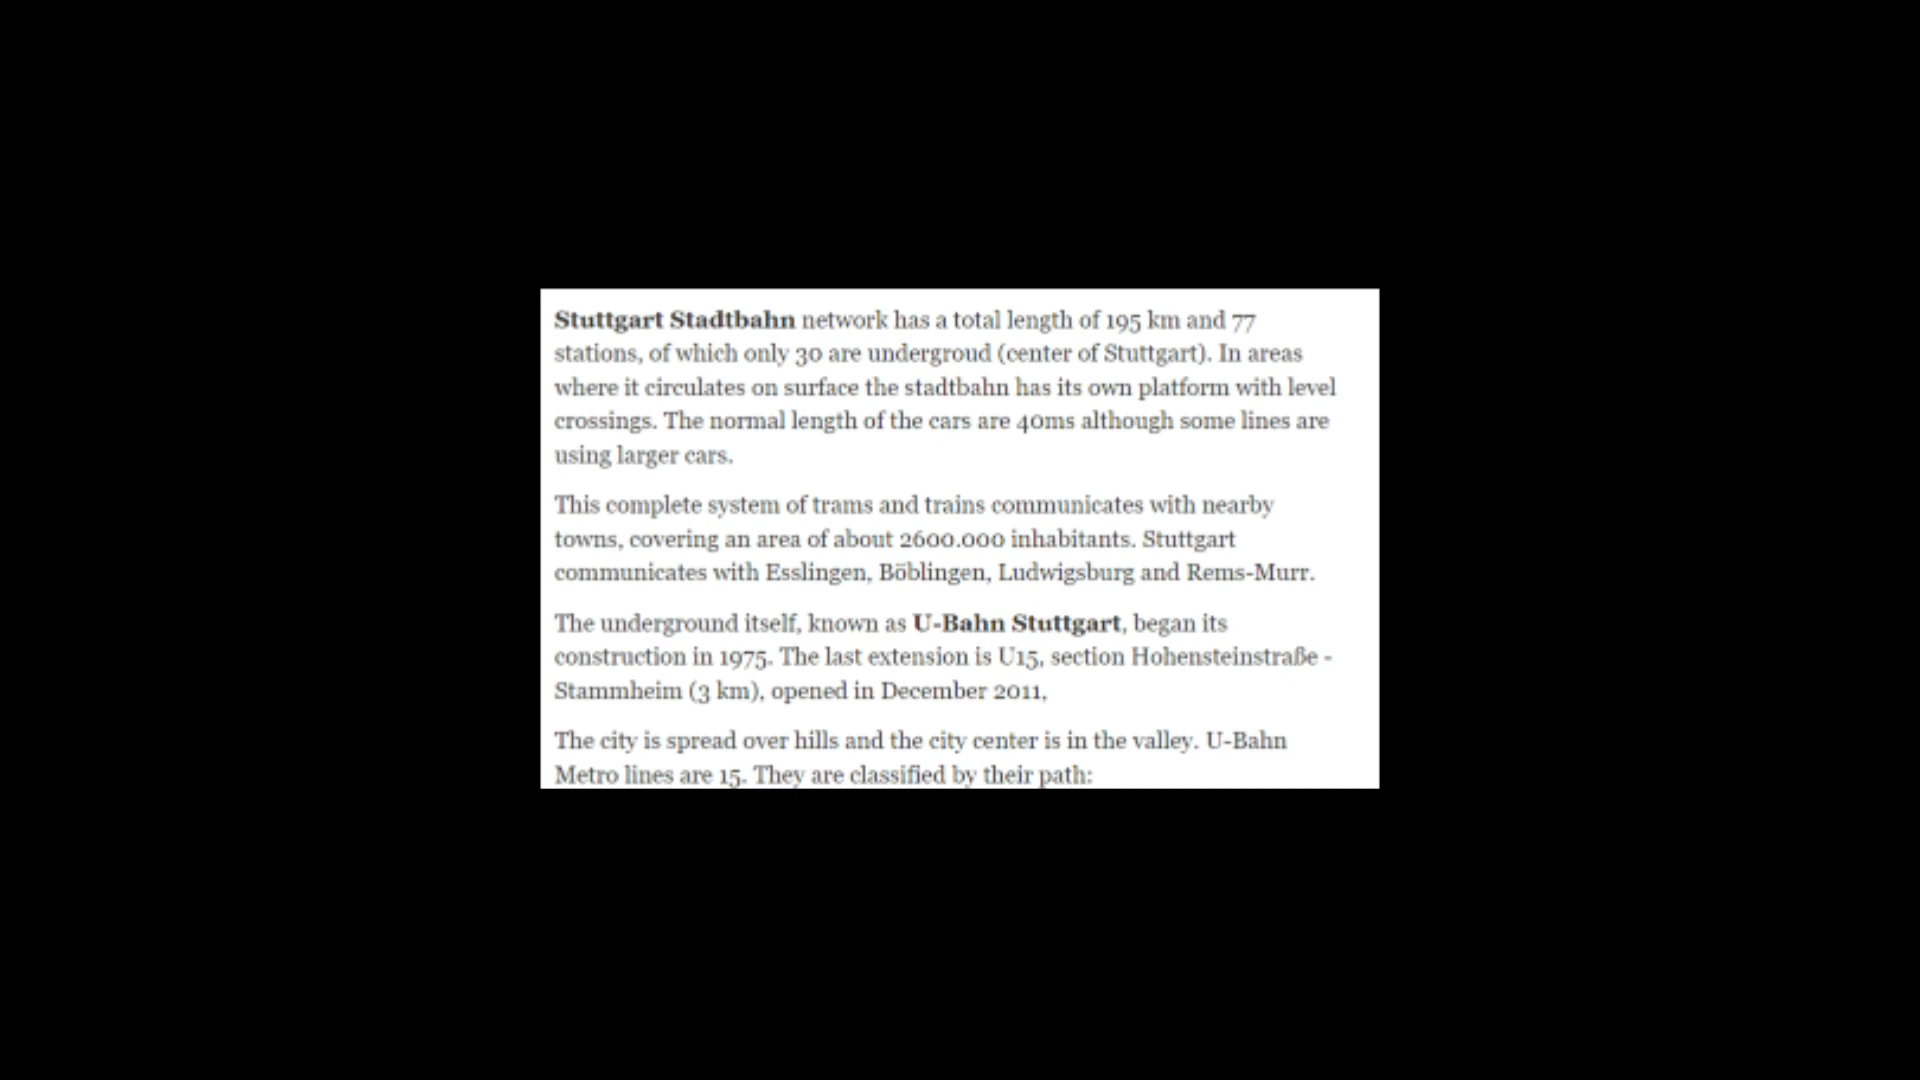 Stuttgart Stadtbahn network has a total length of 195 km and 77
stations, of which only 30 are undergroud (center of Stuttgart). In areas
where it circulates on surface the stadtbahn has its own platform with level
crossings. The normal length of the cars are 40ms although some lines are
using larger cars.
This complete system of trams and trains communicates with nearby
towns, covering an area of about 2600.000 inhabitants. Stuttgart
communicates with Esslingen, Böblingen, Ludwigsburg and Rems-Murr.
The underground itself, known as U-Bahn Stuttgart, began its
construction in 1975. The last extension is U15, section Hohensteinstraße -
Stammheim (3 km), opened in December 2011,
The city is spread over hills and the city center is in the valley. U-Bahn
Metro lines are 15. They are classified by their path: